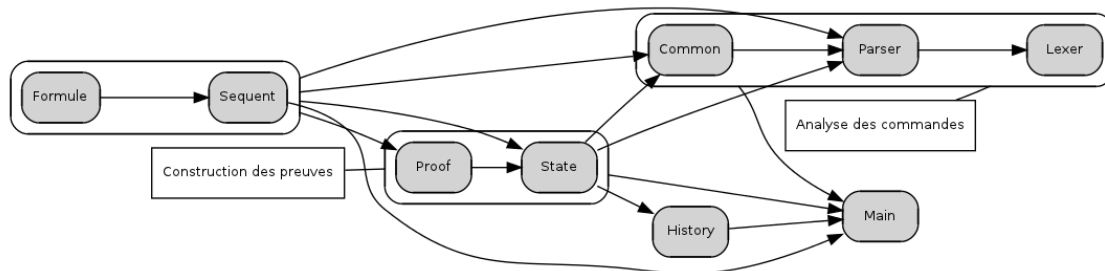 Common
Parser
Lexer
Formule
Sequent
Analyse des commandes
Construction des preuves
Proof
State
History
Main